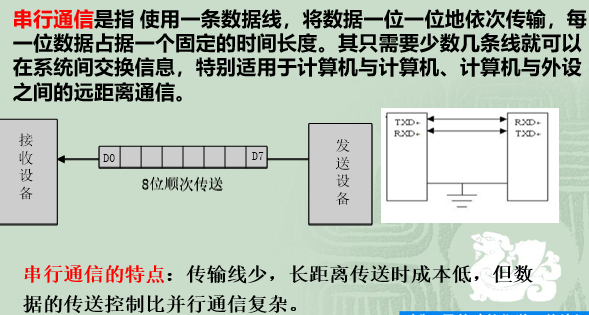 串行通信是指 使用一条数据线，将数据一位一位地依次传输，每
一位数据占据一个固定的时间长度。其只需要少数几条线就可以
在系统间交换信息，特别适用于计算机与计算机、计算机与外设
之间的远距离通信。
接收设备
D0
D7
8位顺次传送
发送设备
TXD
RXD
RXD
TXD
串行通信的特点：传输线少，长距离传送时成本低，但数
据的传送控制比并行通信复杂。